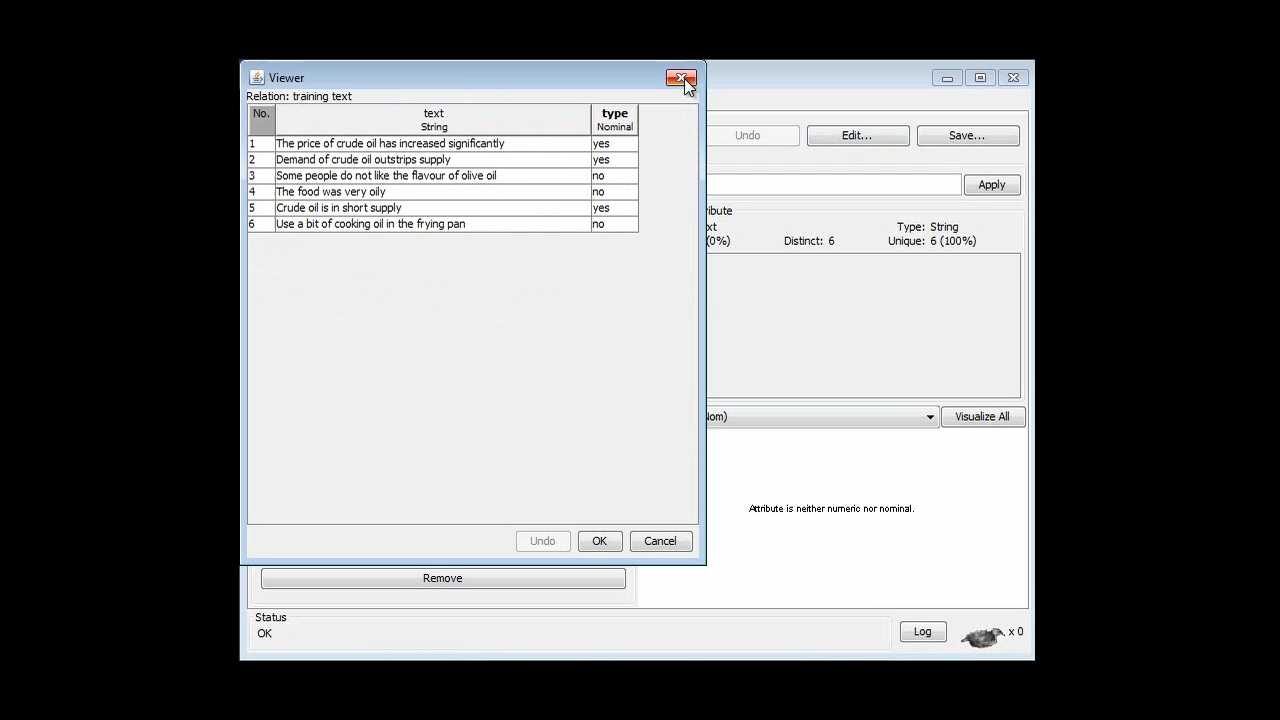 Viewer
Relation: training text
No. text type
String Nominal
1 The price of crude oil has increased significantly yes
2 Demand of crude oil outstrips supply yes
3 Some people do not like the flavour of olive oil no
4 The food was very oily no
5 Crude oil is in short supply yes
6 Use a bit of cooking oil in the frying pan no
Undo OK Cancel
Undo Edit... Save...
Apply
ibute
xt Type: String
(0%) Distinct: 6 Unique: 6 (100%)
Nom) Visualize All
Attribute is neither numeric nor nominal.
Remove
Status
OK
Log x 0